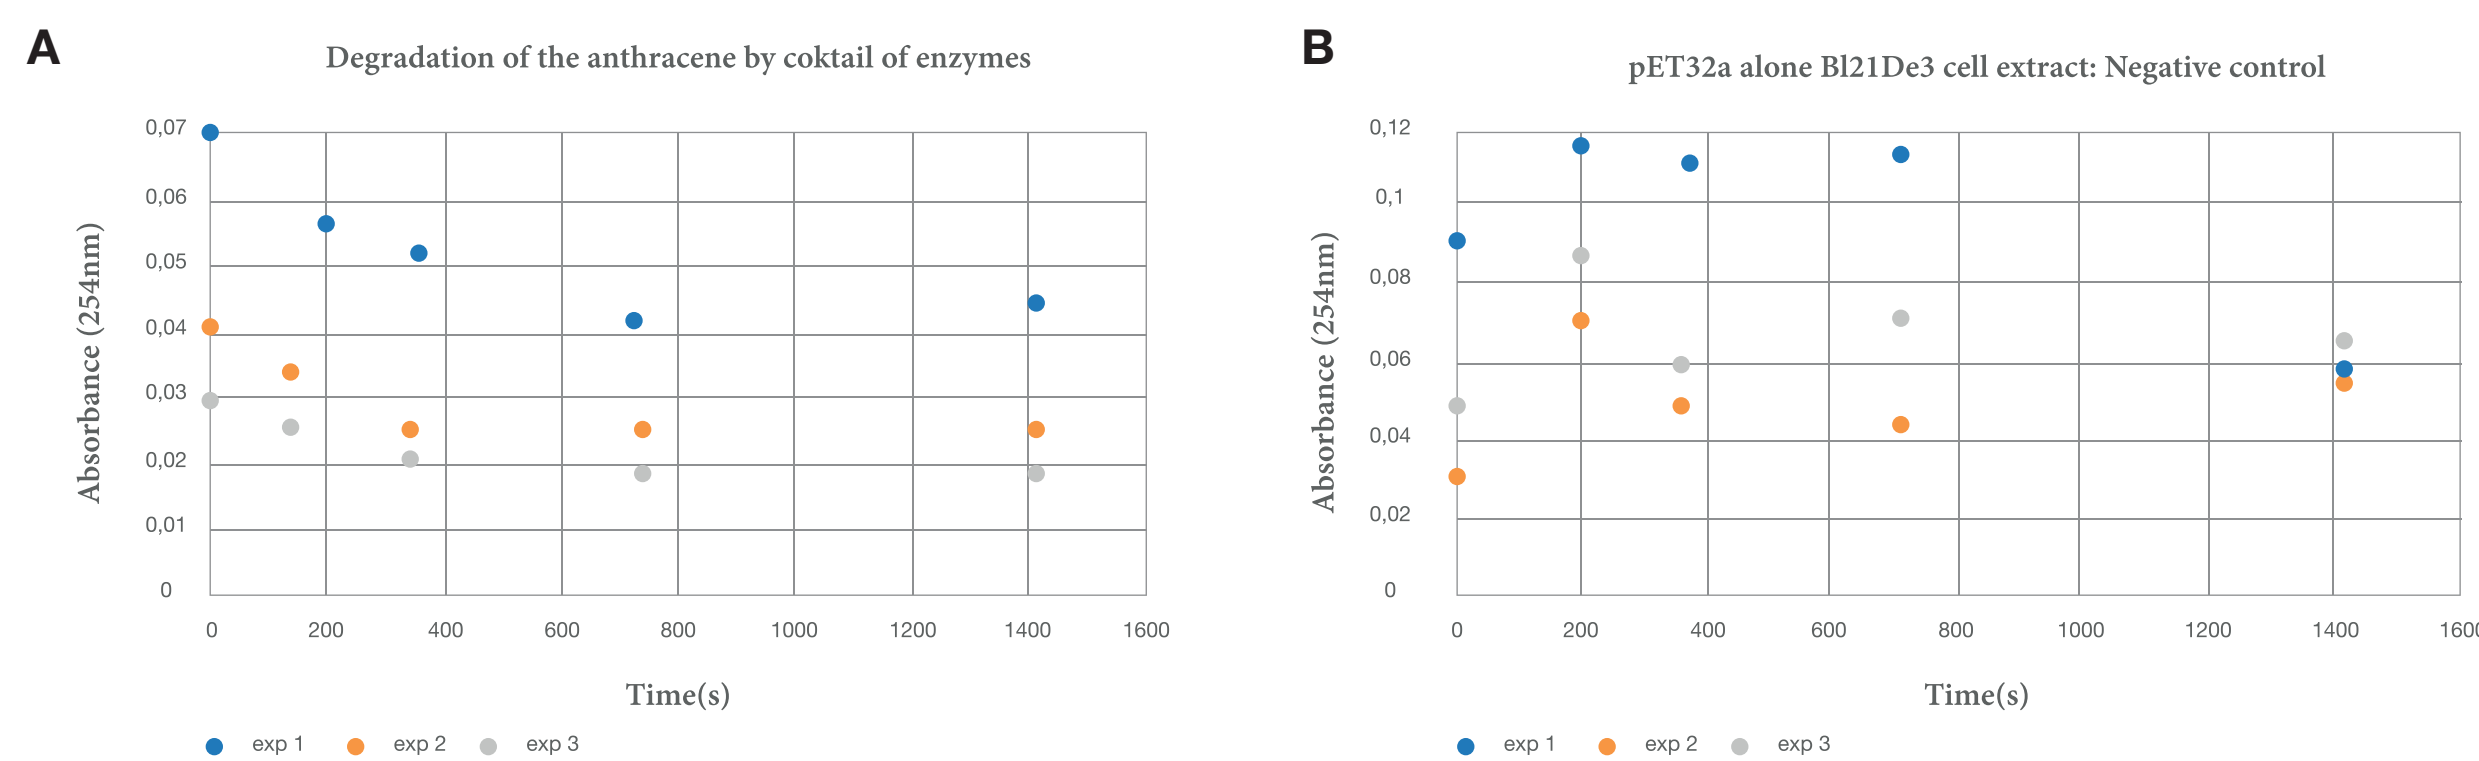 A
Degradation of the anthracene by coktail of enzymes
Absorbance (254nm)
0,07
0,06
0,05
0,04
0,03
0,02
0,01
0
0 200 400 600 800 1000 1200 1400 1600
Time(s)
exp 1 exp 2 exp 3
B
pET32a alone Bl21De3 cell extract: Negative control
Absorbance (254nm)
0,12
0,1
0,08
0,06
0,04
0,02
0
0 200 400 600 800 1000 1200 1400 1600
Time(s)
exp 1 exp 2 exp 3